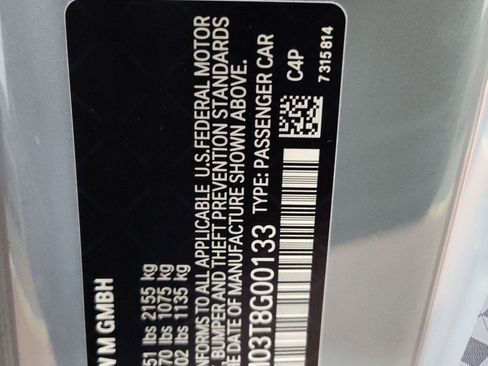 M GMBH
51 lbs 2155 kg
70 lbs 1075 kg
02 lbs 1135 kg
TO ALL APPLICABLE U.S.FEDERAL MOTOR
BUMPER AND THEFT PREVENTION STANDARDS
DATE OF MANUFACTURE SHOWN ABOVE.
03T8G00133 TYPE: PASSENGER CAR
C4P
7315814